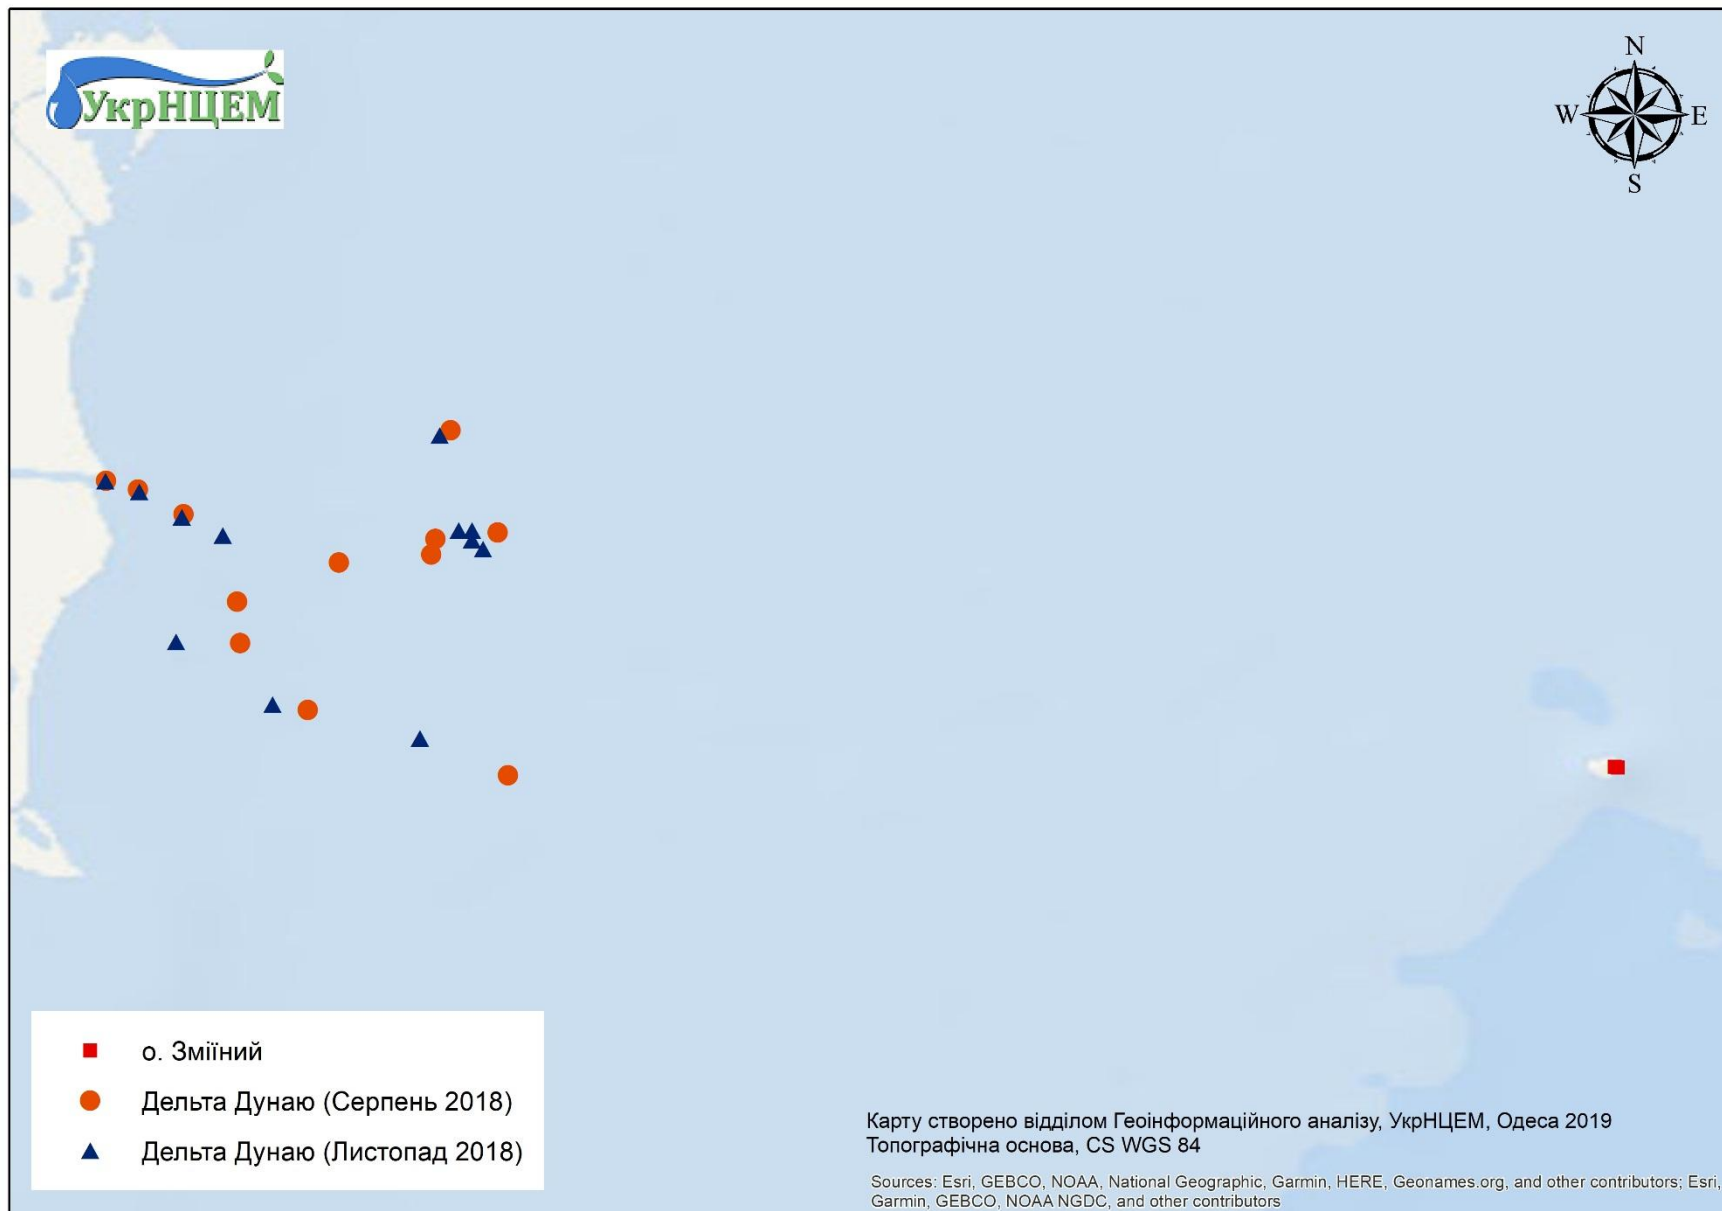 УкрНЦЕМ
N
W
E
S
о. Зміїний
Дельта Дунаю (Серпень 2018)
Дельта Дунаю (Листопад 2018)
Карту створено відділом Геоінформаційного аналізу, УкрНЦЕМ, Одеса 2019
Топографічна основа, CS WGS 84
Sources: Esri, GEBCO, NOAA, National Geographic, Garmin, HERE, Geonames.org, and other contributors; Esri,
Garmin, GEBCO, NOAA NGDC, and other contributors